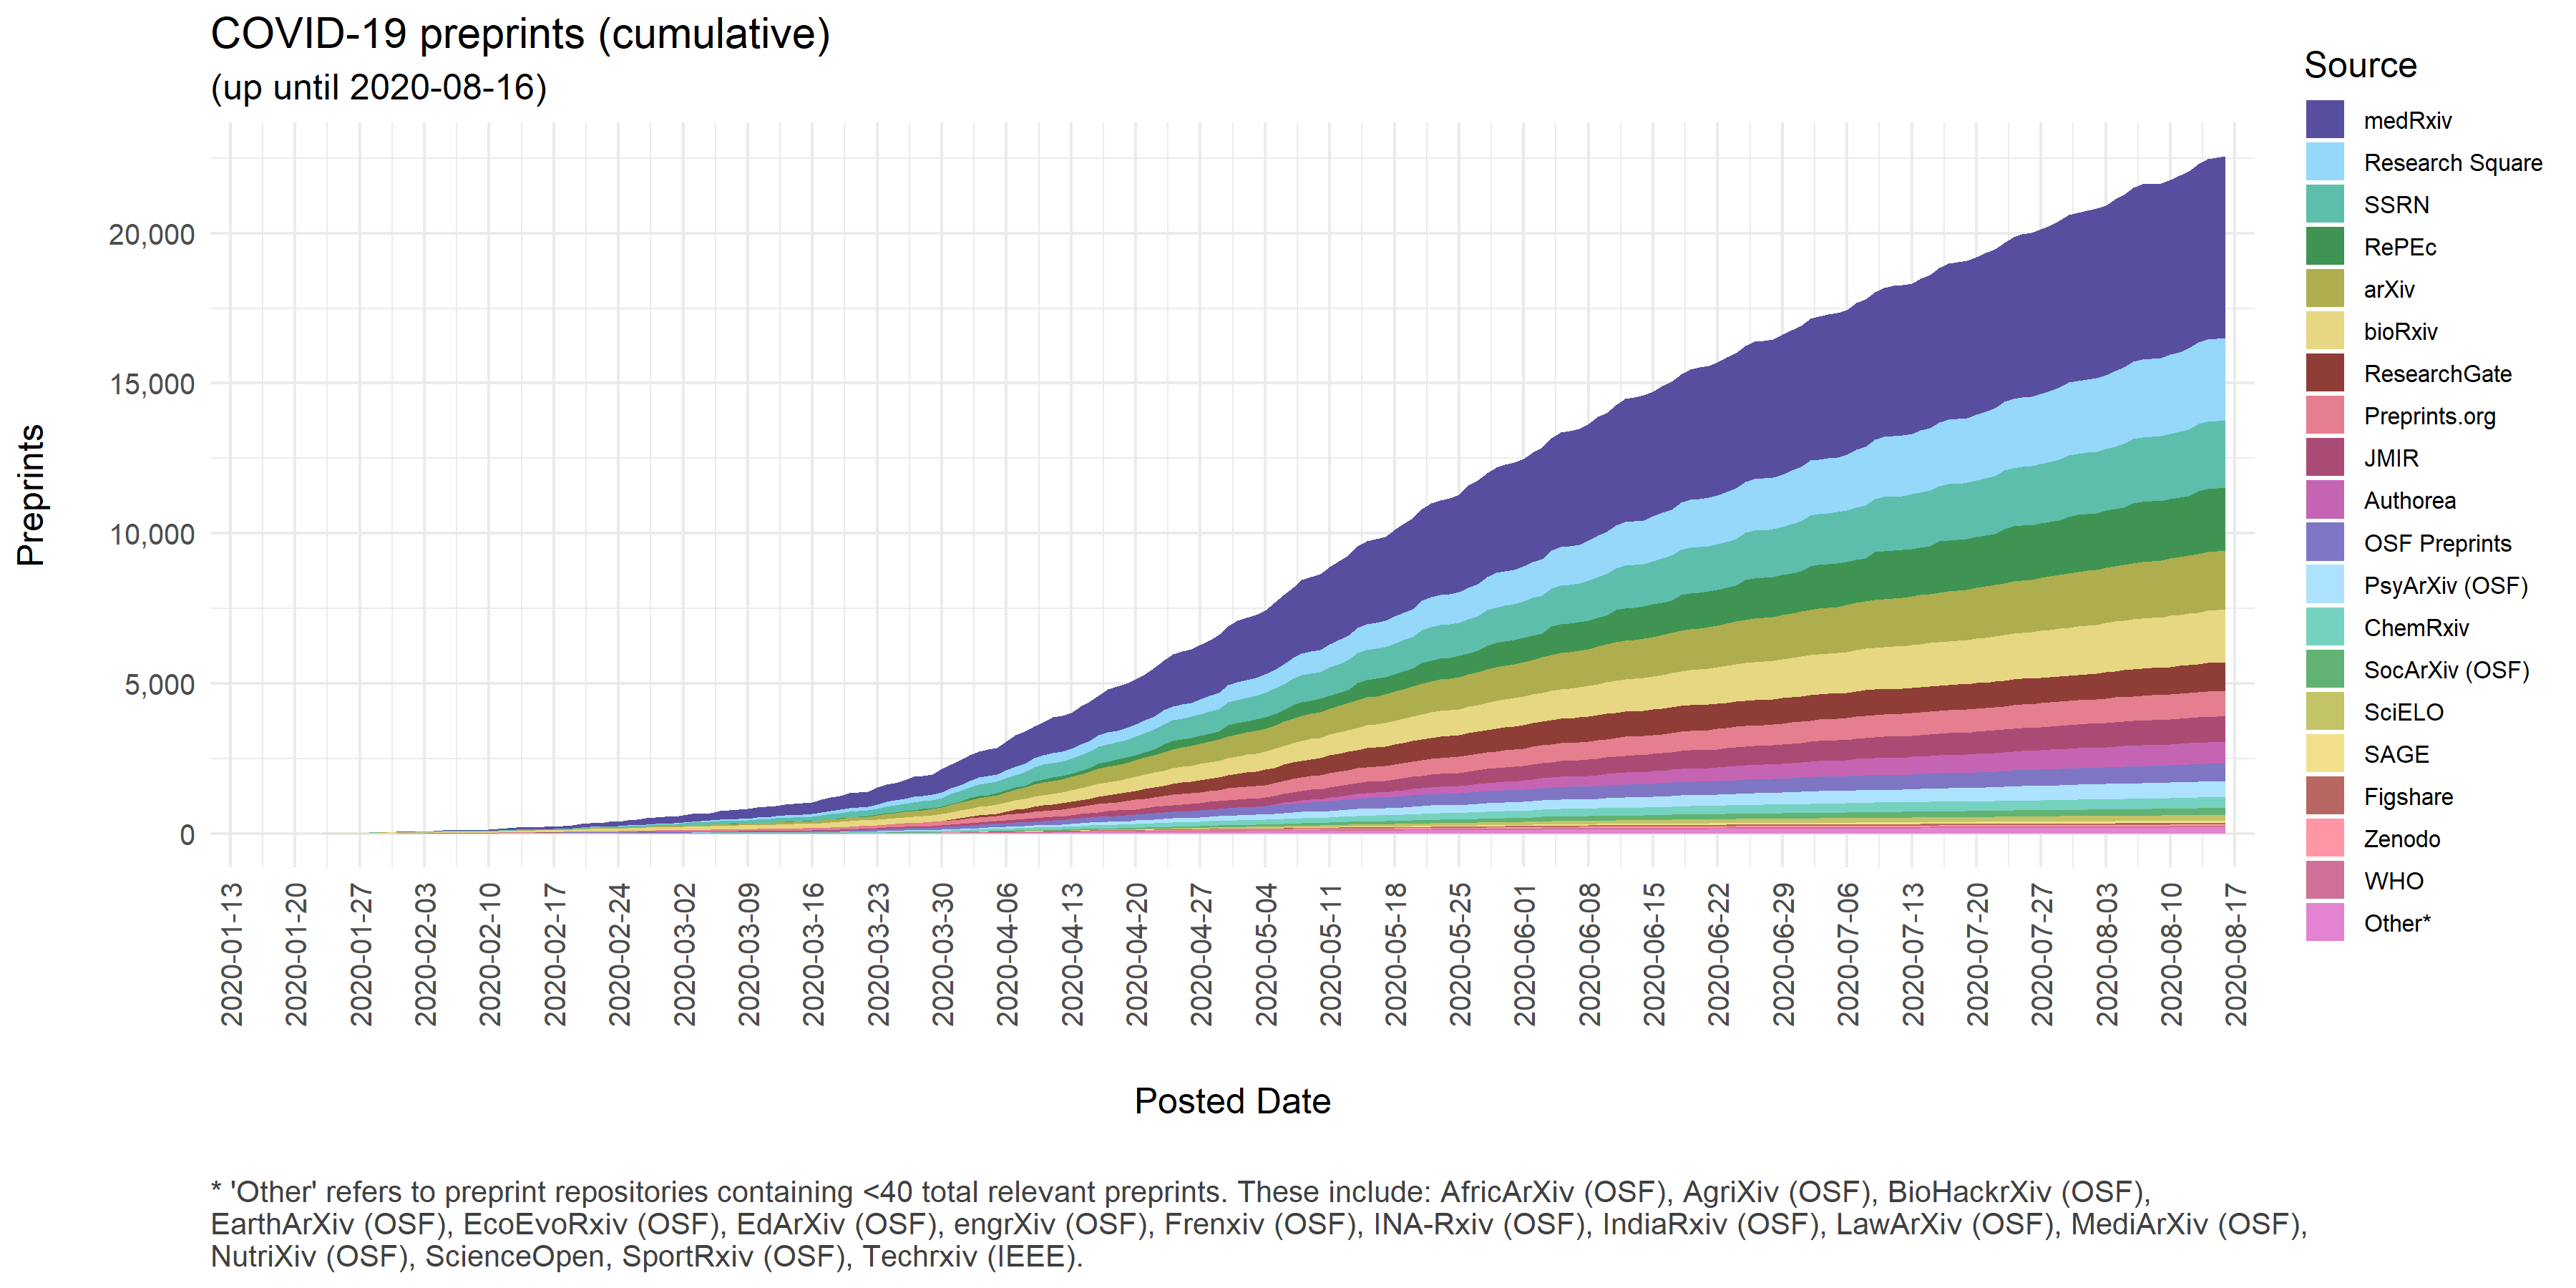 COVID-19 preprints (cumulative)
(up until 2020-08-16)
Preprints
20,000
15,000
10,000
5,000
0
2020-01-13
2020-01-20
2020-01-27
2020-02-03
2020-02-10
2020-02-17
2020-02-24
2020-03-02
2020-03-09
2020-03-16
2020-03-23
2020-03-30
2020-04-06
2020-04-13
2020-04-20
2020-04-27
2020-05-04
2020-05-11
2020-05-18
2020-05-25
2020-06-01
2020-06-08
2020-06-15
2020-06-22
2020-06-29
2020-07-06
2020-07-13
2020-07-20
2020-07-27
2020-08-03
2020-08-10
2020-08-17
Posted Date
Source
medRxiv
Research Square
SSRN
RePEc
arXiv
bioRxiv
ResearchGate
Preprints.org
JMIR
Authorea
OSF Preprints
PsyArXiv (OSF)
ChemRxiv
SocArXiv (OSF)
SciELO
SAGE
Figshare
Zenodo
WHO
Other*
* 'Other' refers to preprint repositories containing <40 total relevant preprints. These include: AfricArXiv (OSF), AgriXiv (OSF), BioHackrXiv (OSF),
EarthArXiv (OSF), EcoEvoRxiv (OSF), EdArXiv (OSF), engrXiv (OSF), Frenxiv (OSF), INA-Rxiv (OSF), IndiaRxiv (OSF), LawArXiv (OSF), MediArXiv (OSF),
NutriXiv (OSF), ScienceOpen, SportRxiv (OSF), Techrxiv (IEEE).